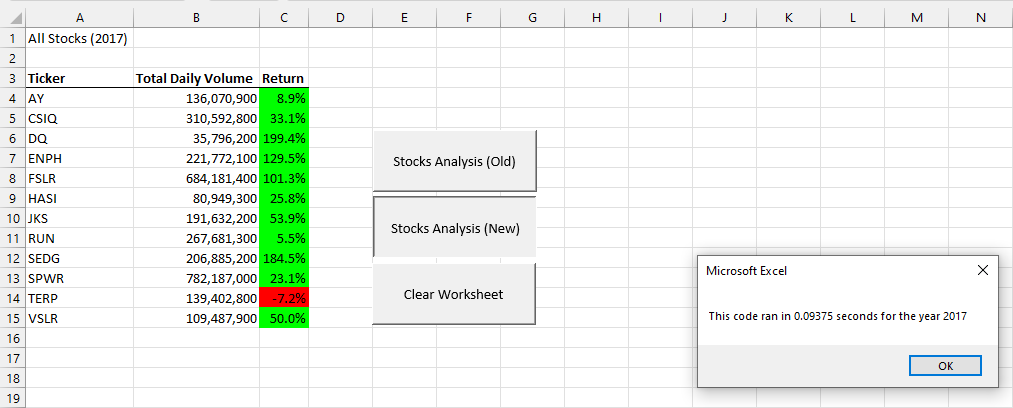 A B C D E F G H I J K L M N
1 All Stocks (2017)
2
3 Ticker Total Daily Volume Return
4 AY 136,070,900 8.9%
5 CSIQ 310,592,800 33.1%
6 DQ 35,796,200 199.4%
7 ENPH 221,772,100 129.5%
8 FSLR 684,181,400 101.3%
9 HASI 80,949,300 25.8%
10 JKS 191,632,200 53.9%
11 RUN 267,681,300 5.5%
12 SEDG 206,885,200 184.5%
13 SPWR 782,187,000 23.1%
14 TERP 139,402,800 -7.2%
15 VSLR 109,487,900 50.0%
16
17
18
19
Stocks Analysis (Old)
Stocks Analysis (New)
Clear Worksheet
Microsoft Excel
This code ran in 0.09375 seconds for the year 2017
OK